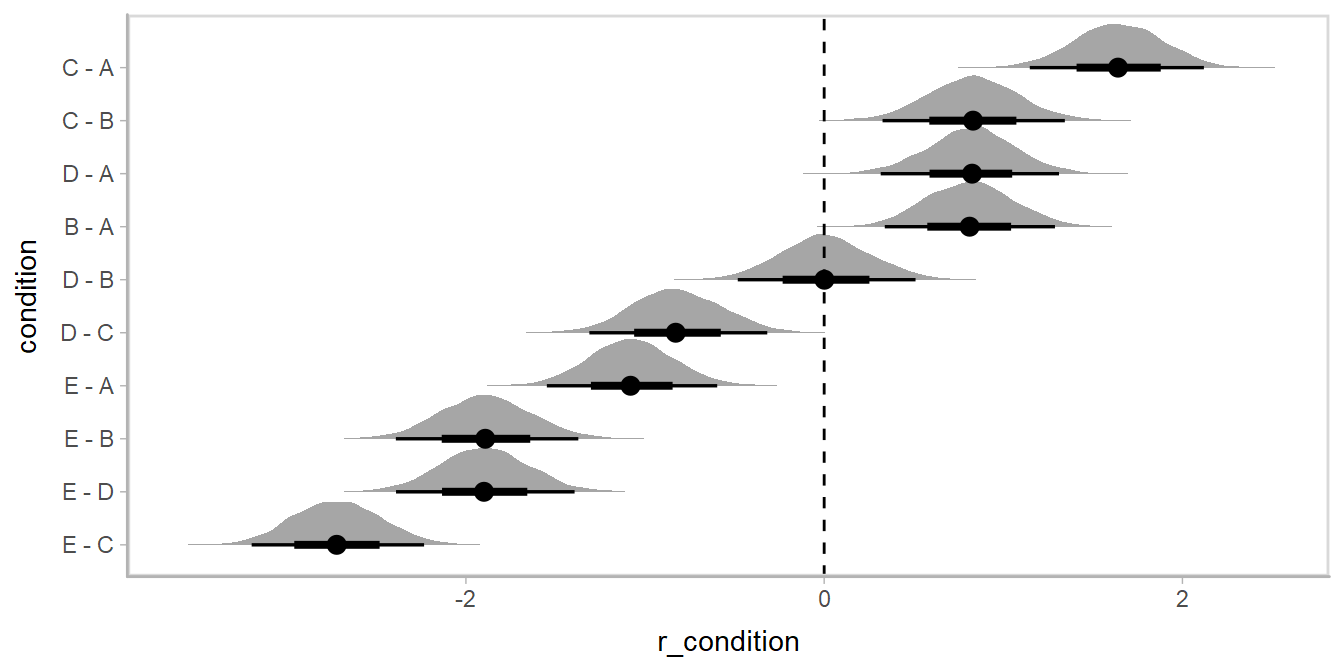 C - A
C - B
D - A
B - A
D - B
D - C
E - A
E - B
E - D
E - C
condition
-2 0 2
r_condition